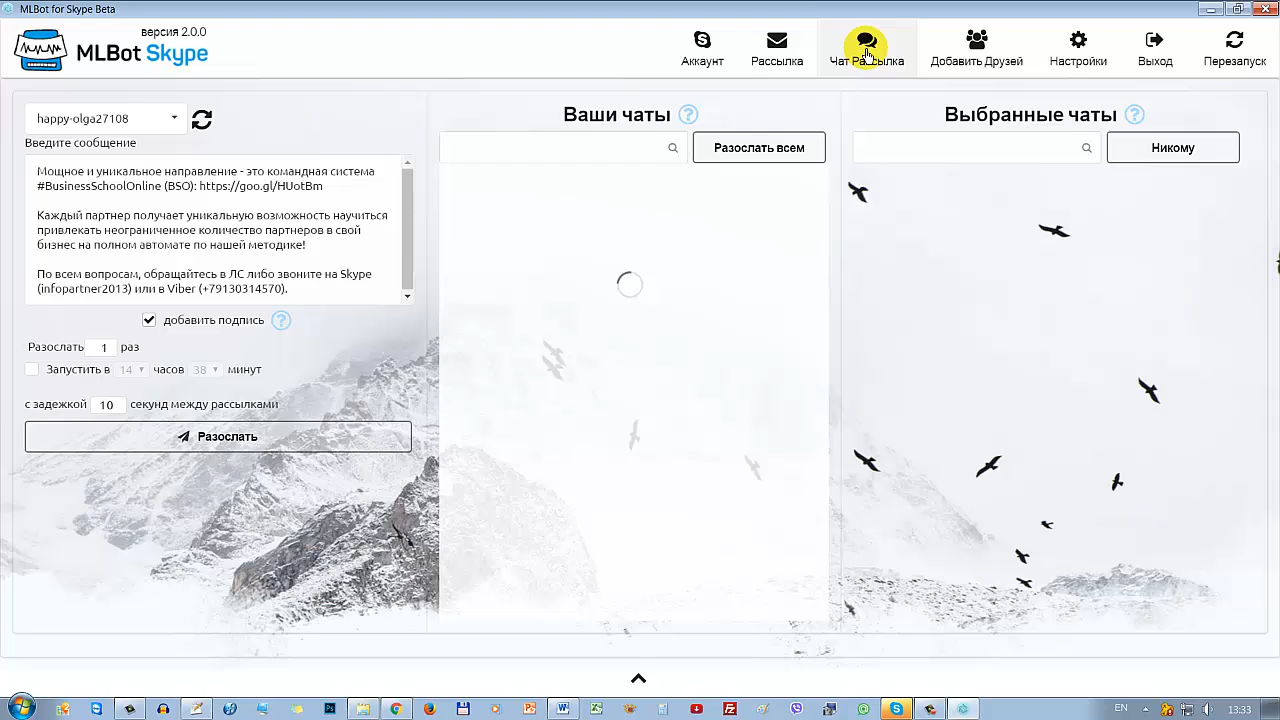 MLBot for Skype Beta
версия 2.0.0
MLBot Skype
Аккаунт
Рассылка
Чат Рассылка
Добавить Друзей
Настройки
Выход
Перезапуск
happy-olga27108
Введите сообщение
Мощное и уникальное направление - это командная система
#BusinessSchoolOnline (BSO): https://goo.gl/HUotBm
Каждый партнер получает уникальную возможность научиться
привлекать неограниченное количество партнеров в свой
бизнес на полном автомате по нашей методике!
По всем вопросам, обращайтесь в ЛС либо звоните на Skype
(infopartner2013) или в Viber (+79130314570).
добавить подпись ?
Разослать 1 раз
Запустить в 14 часов 38 минут
с задежкой 10 секунд между рассылками
Разослать
Ваши чаты ?
Разослать всем
Выбранные чаты ?
Никому
EN
13:33